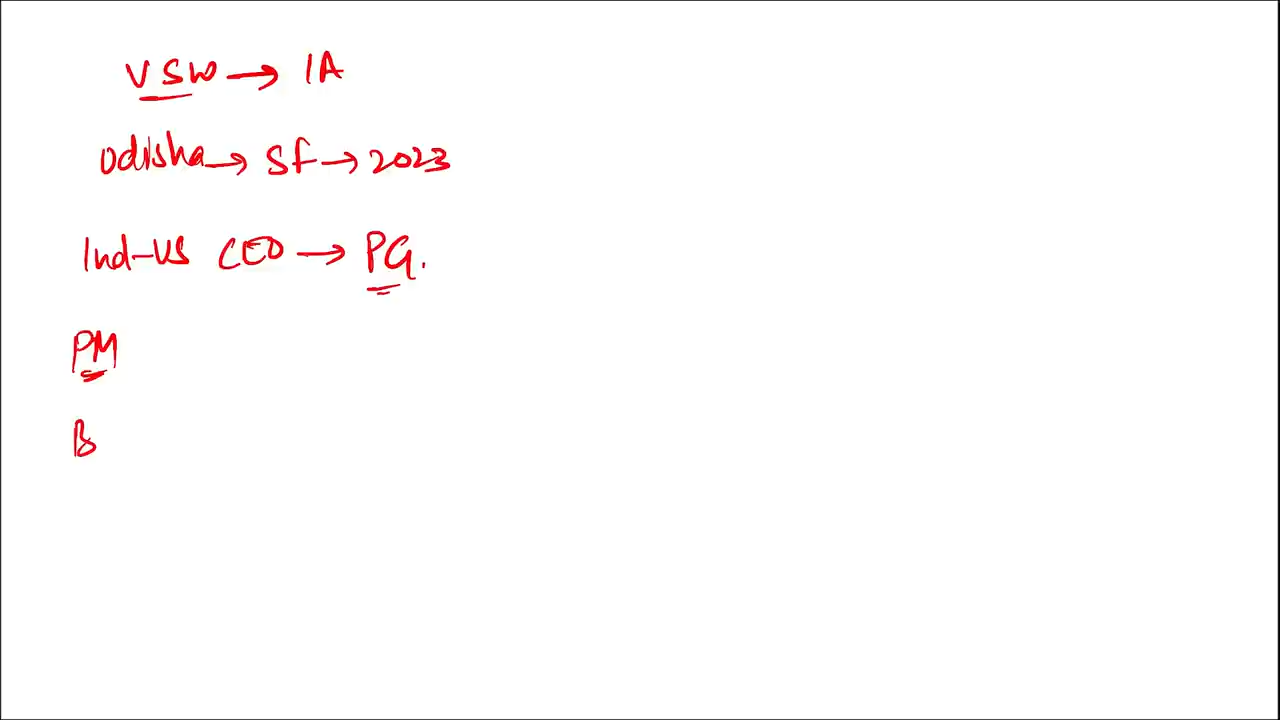 VSW → IA
Odisha → SF → 2023
Ind-US CEO → PG.
PM
B